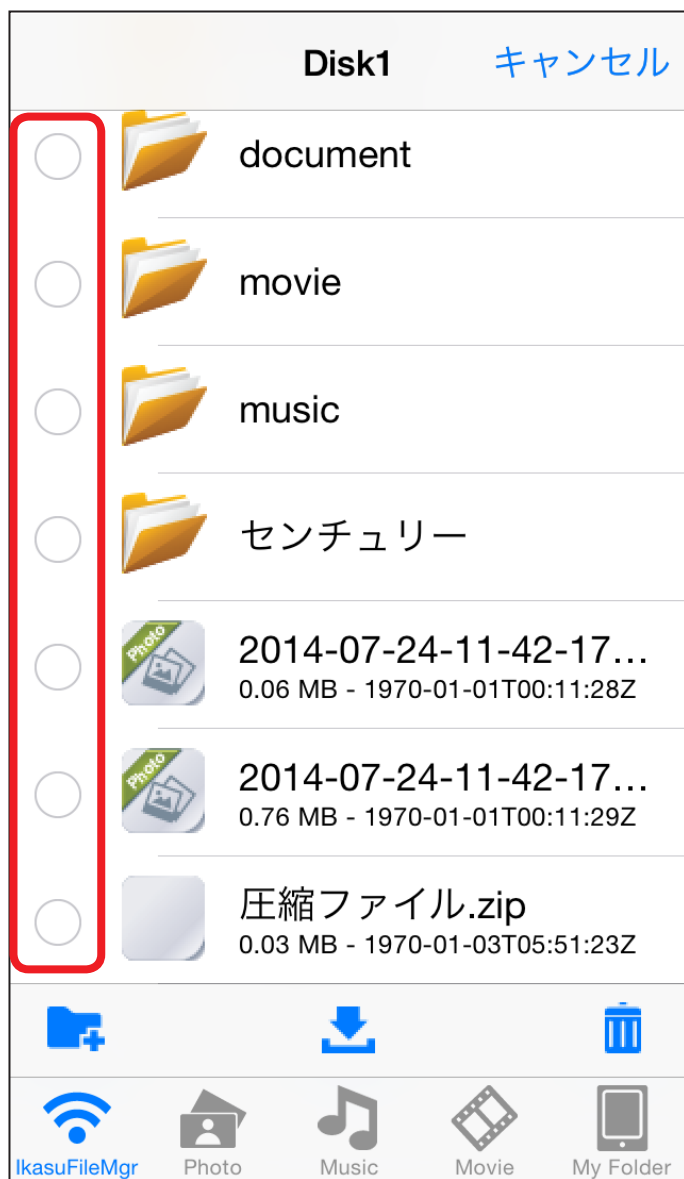 Disk1 キャンセル
document
movie
music
センチュリー
Photo
2014-07-24-11-42-17...
0.06 MB - 1970-01-01T00:11:28Z
Photo
2014-07-24-11-42-17...
0.76 MB - 1970-01-01T00:11:29Z
圧縮ファイル.zip
0.03 MB - 1970-01-03T05:51:23Z
IkasuFileMgr Photo Music Movie My Folder